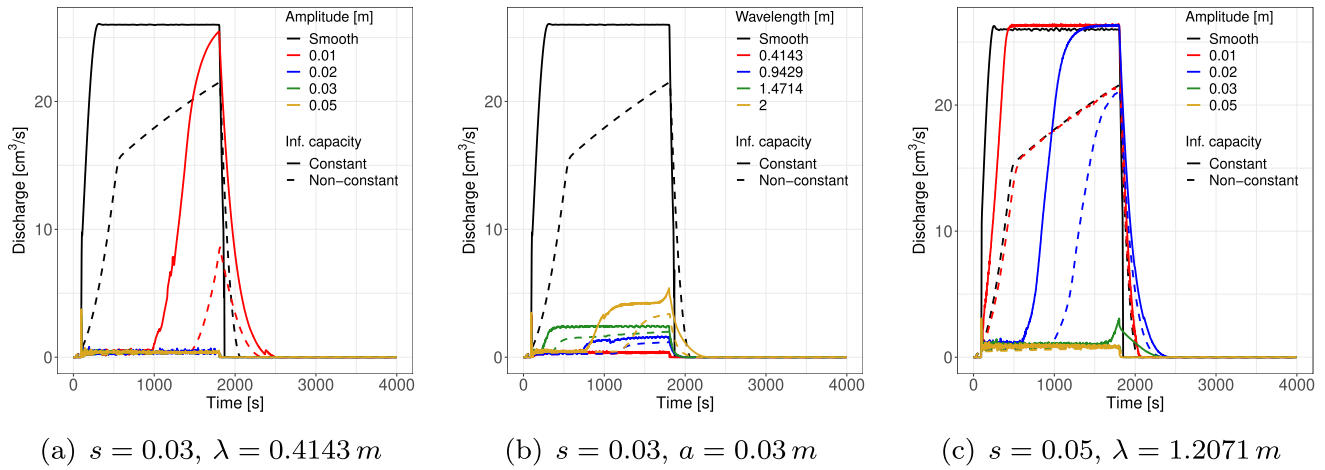 Amplitude [m]
Smooth
0.01
0.02
0.03
0.05
Inf. capacity
Constant
Non−constant
Discharge [cm³/s]
20
10
0
0
1000
2000
3000
4000
Time [s]
(a) s = 0.03, λ = 0.4143 m
Wavelength [m]
Smooth
0.4143
0.9429
1.4714
2
Inf. capacity
Constant
Non−constant
Discharge [cm³/s]
20
10
0
0
1000
2000
3000
4000
Time [s]
(b) s = 0.03, a = 0.03 m
Amplitude [m]
Smooth
0.01
0.02
0.03
0.05
Inf. capacity
Constant
Non−constant
Discharge [cm³/s]
20
10
0
0
1000
2000
3000
4000
Time [s]
(c) s = 0.05, λ = 1.2071 m